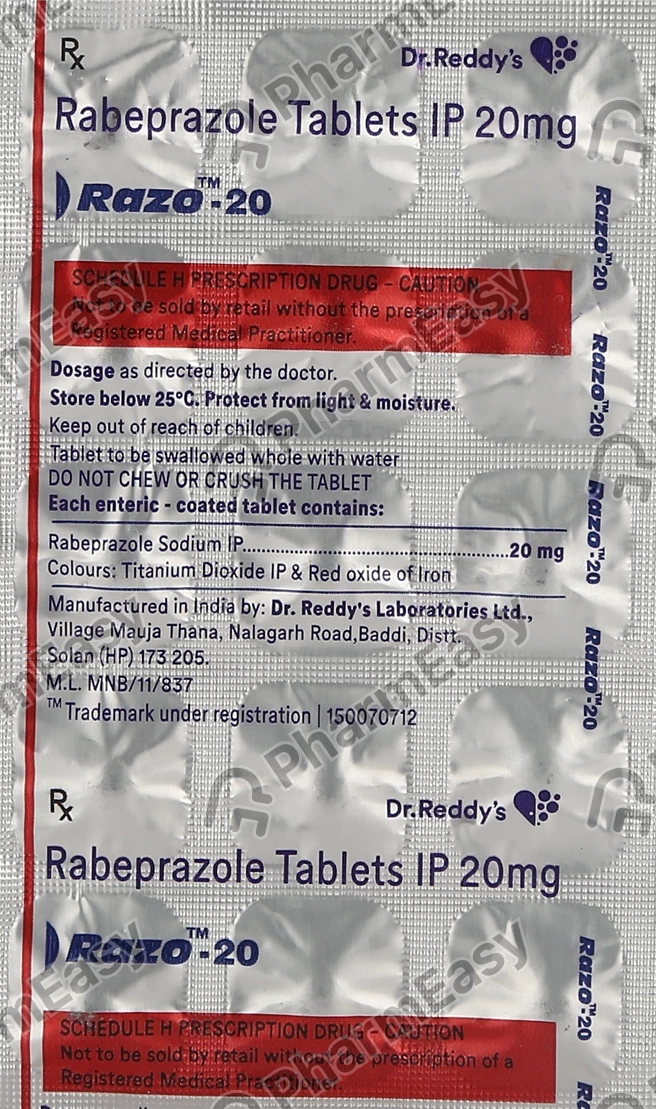 Rx
Dr.Reddy's
Rabeprazole Tablets IP 20mg
Razo™-20
SCHEDULE H PRESCRIPTION DRUG - CAUTION
Not to be sold by retail without the prescription of a
Registered Medical Practitioner.
Dosage as directed by the doctor.
Store below 25°C. Protect from light & moisture.
Keep out of reach of children.
Tablet to be swallowed whole with water
DO NOT CHEW OR CRUSH THE TABLET
Each enteric - coated tablet contains:
Rabeprazole Sodium IP..........................................................20 mg
Colours: Titanium Dioxide IP & Red oxide of Iron
Manufactured in India by: Dr. Reddy's Laboratories Ltd.,
Village Mauja Thana, Nalagarh Road,Baddi, Distt.
Solan (HP) 173 205.
M.L. MNB/11/837
™Trademark under registration | 150070712
Razo™-20
Razo™-20
Razo™-20
Razo™-20
Rx
Dr.Reddy's
Rabeprazole Tablets IP 20mg
Razo™-20
SCHEDULE H PRESCRIPTION DRUG - CAUTION
Not to be sold by retail without the prescription of a
Registered Medical Practitioner.
Razo™-20
PharmEasy
PharmEasy
PharmEasy
PharmEasy